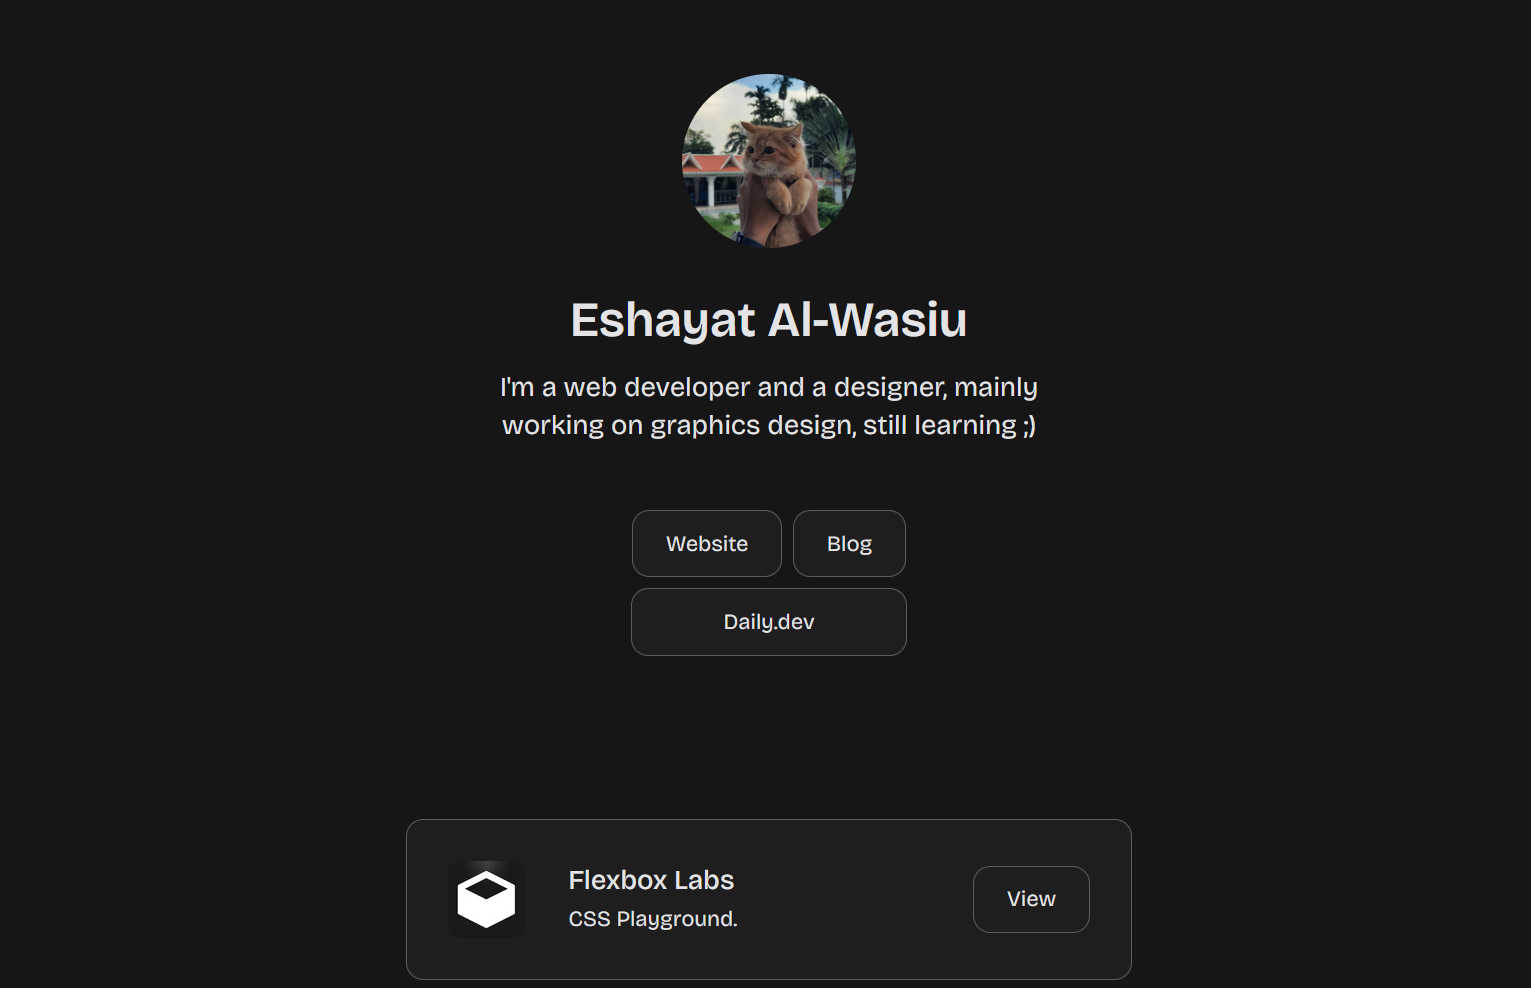 Eshayat Al-Wasiu
I'm a web developer and a designer, mainly
working on graphics design, still learning ;)
Website
Blog
Daily.dev
Flexbox Labs
CSS Playground.
View